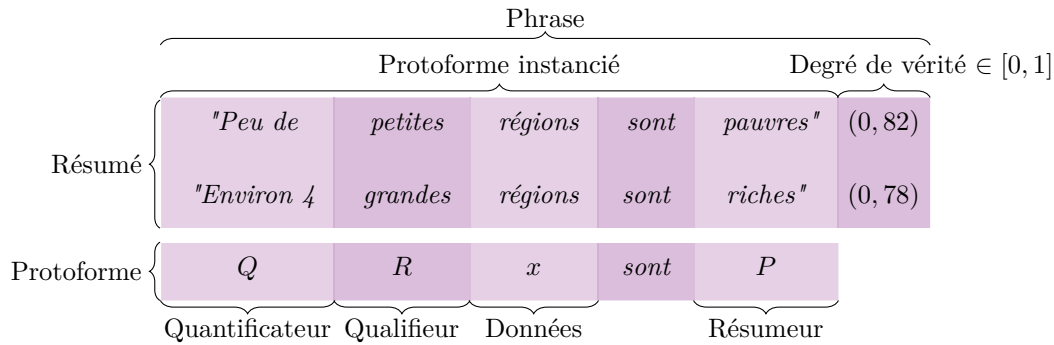 Phrase
Protoforme instancié Degré de vérité ∈ [0, 1]
"Peu de petites régions sont pauvres" (0, 82)
Résumé
"Environ 4 grandes régions sont riches" (0, 78)
Protoforme Q R x sont P
Quantificateur Qualifieur Données Résumeur